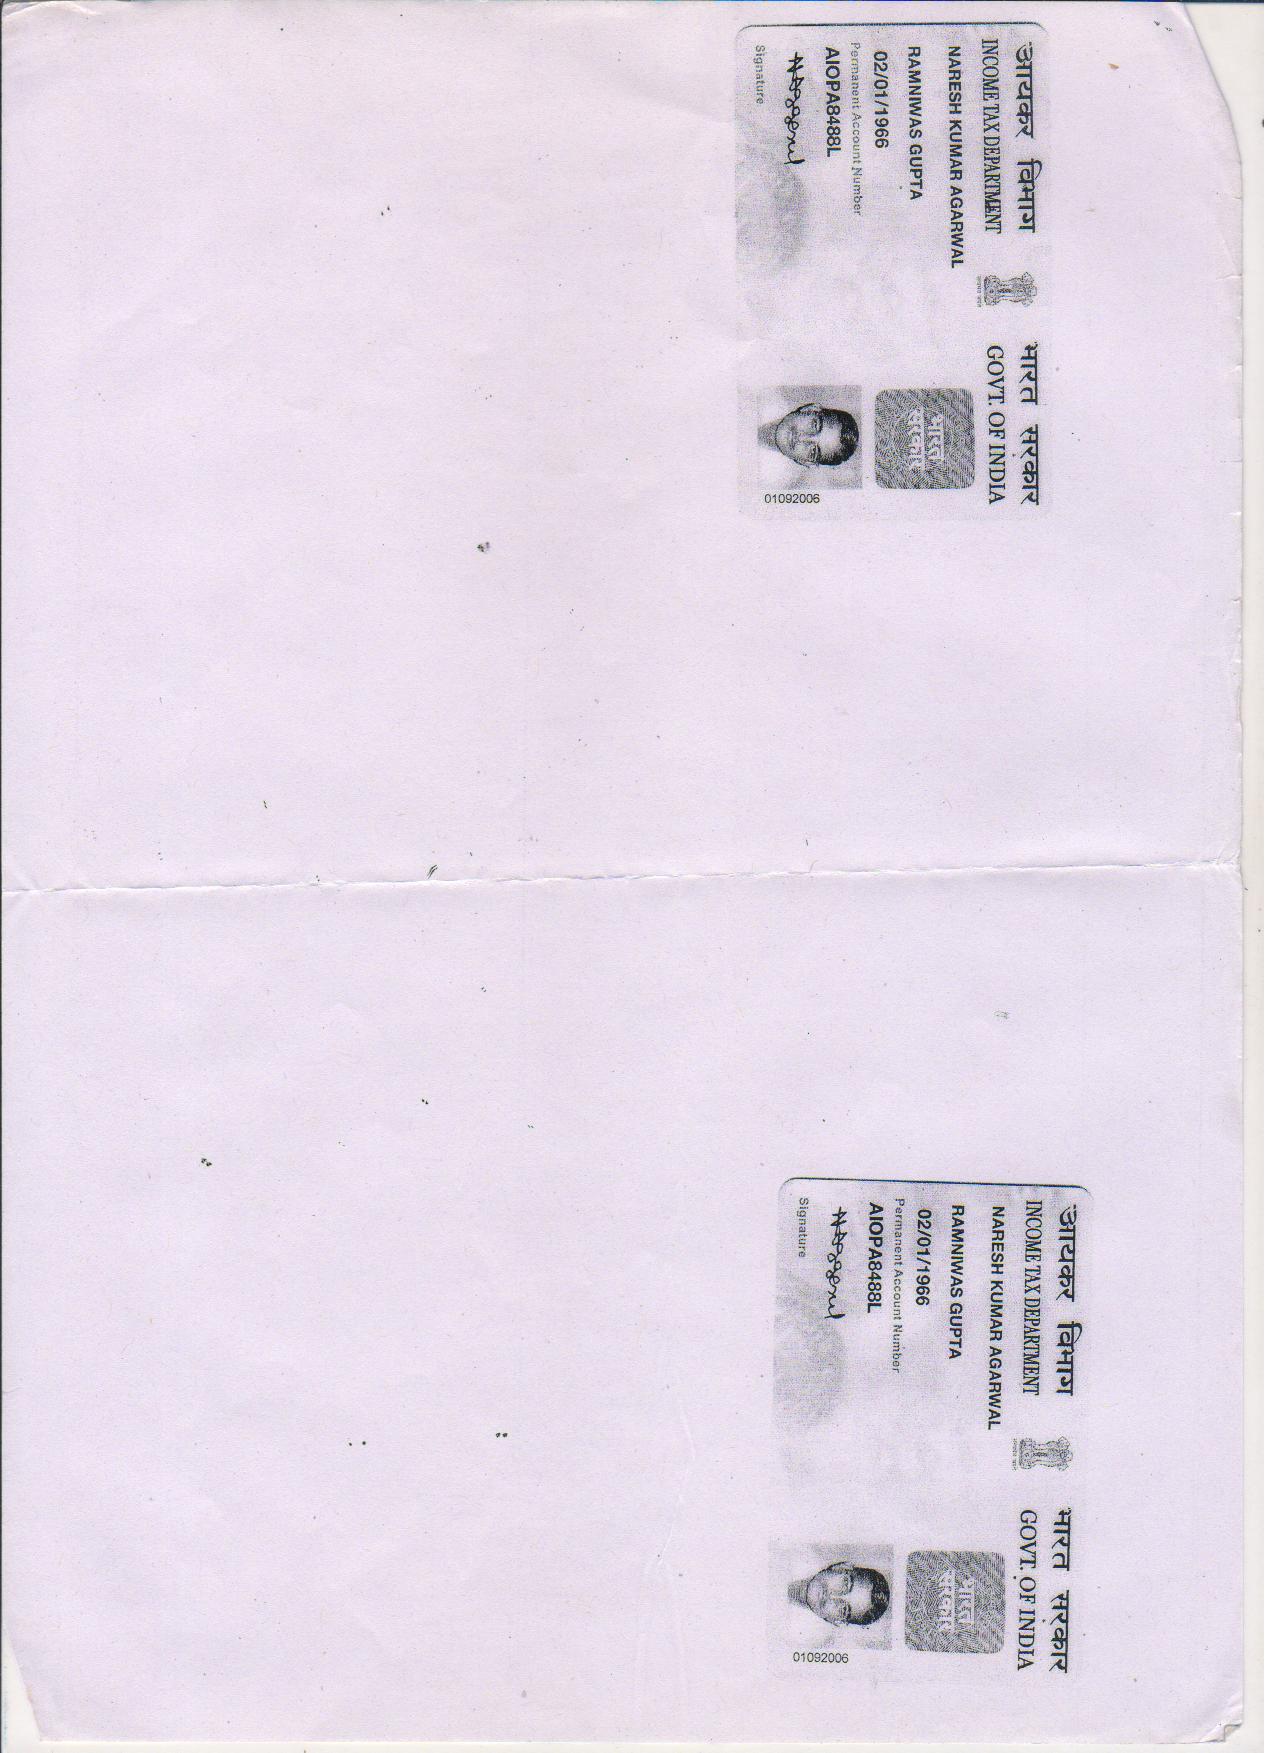 आयकर विभाग
INCOME TAX DEPARTMENT
भारत सरकार
GOVT. OF INDIA
NARESH KUMAR AGARWAL
RAMNIWAS GUPTA
02/01/1966
Permanent Account Number
AIOPA8488L
Signature
भारत
सरकार
01092006
आयकर विभाग
INCOME TAX DEPARTMENT
भारत सरकार
GOVT. OF INDIA
NARESH KUMAR AGARWAL
RAMNIWAS GUPTA
02/01/1966
Permanent Account Number
AIOPA8488L
Signature
भारत
सरकार
01092006